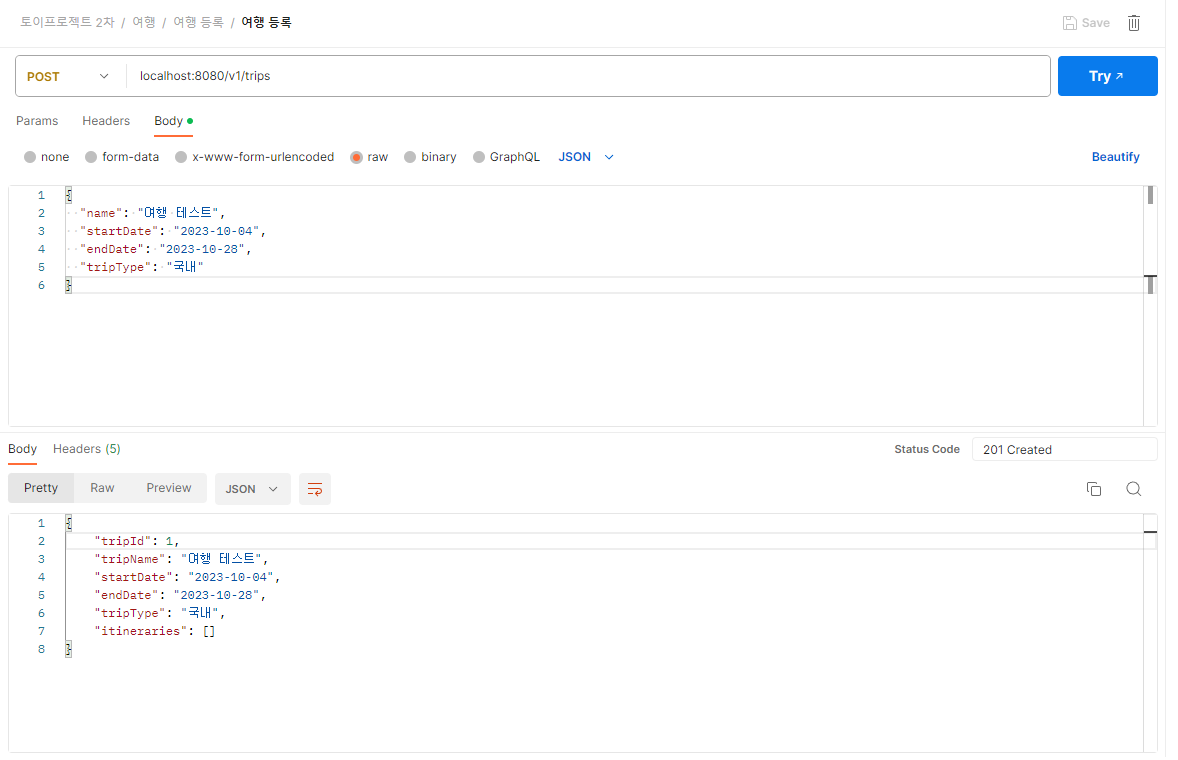 토이프로젝트 2차 / 여행 / 여행 등록 / 여행 등록 Save
POST localhost:8080/v1/trips Try ↗
Params Headers Body
none form-data x-www-form-urlencoded raw binary GraphQL JSON Beautify
1 {
2 "name": "여행 테스트",
3 "startDate": "2023-10-04",
4 "endDate": "2023-10-28",
5 "tripType": "국내"
6 }
Body Headers (5) Status Code 201 Created
Pretty Raw Preview JSON
1 {
2 "tripId": 1,
3 "tripName": "여행 테스트",
4 "startDate": "2023-10-04",
5 "endDate": "2023-10-28",
6 "tripType": "국내",
7 "itineraries": []
8 }